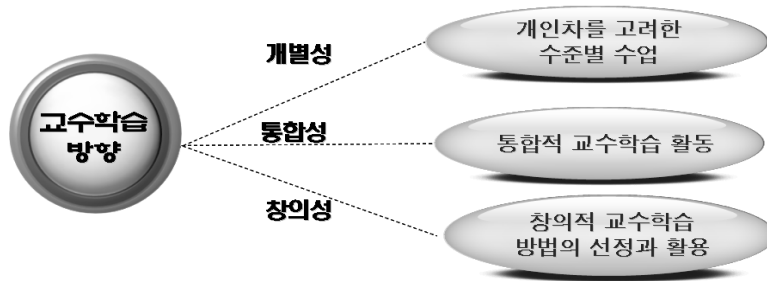 교수학습
방향
개별성
개인차를 고려한
수준별 수업
통합성
통합적 교수학습 활동
창의성
창의적 교수학습
방법의 선정과 활용